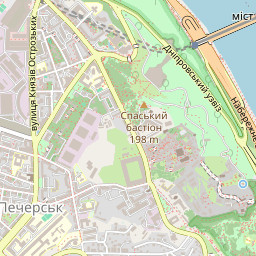 міст
вулиця Князів Острозьких
Дніпровський узвіз
Набережне
Спаський
бастіон
198 m
Печерськ